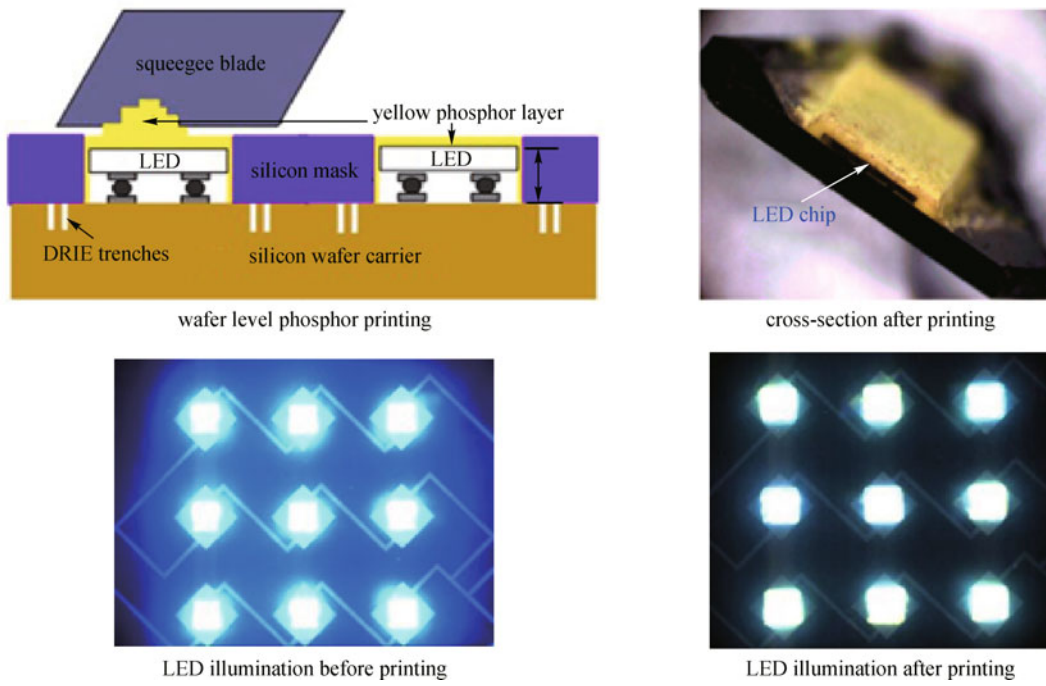 squeegee blade
yellow phosphor layer
LED
silicon mask
LED
DRIE trenches
silicon wafer carrier
wafer level phosphor printing
LED chip
cross-section after printing
LED illumination before printing
LED illumination after printing